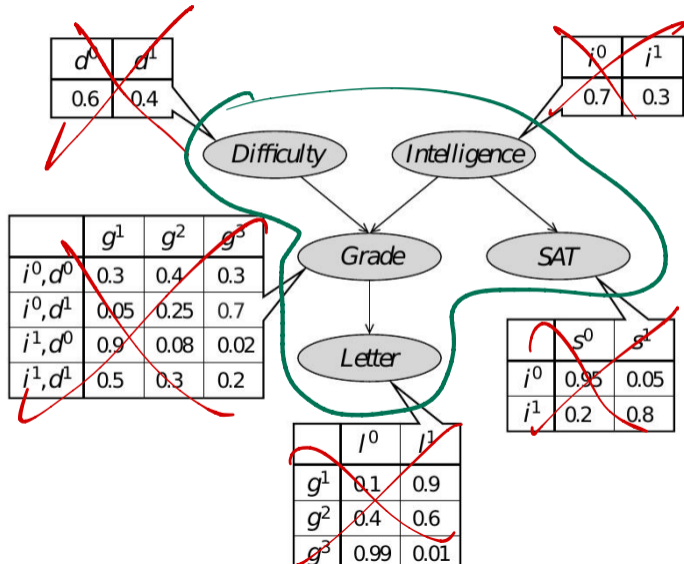 d⁰ d¹
0.6 0.4
i⁰ i¹
0.7 0.3
Difficulty Intelligence
Grade SAT
Letter
g¹ g² g³
i⁰,d⁰ 0.3 0.4 0.3
i⁰,d¹ 0.05 0.25 0.7
i¹,d⁰ 0.9 0.08 0.02
i¹,d¹ 0.5 0.3 0.2
s⁰ s¹
i⁰ 0.95 0.05
i¹ 0.2 0.8
l⁰ l¹
g¹ 0.1 0.9
g² 0.4 0.6
g³ 0.99 0.01